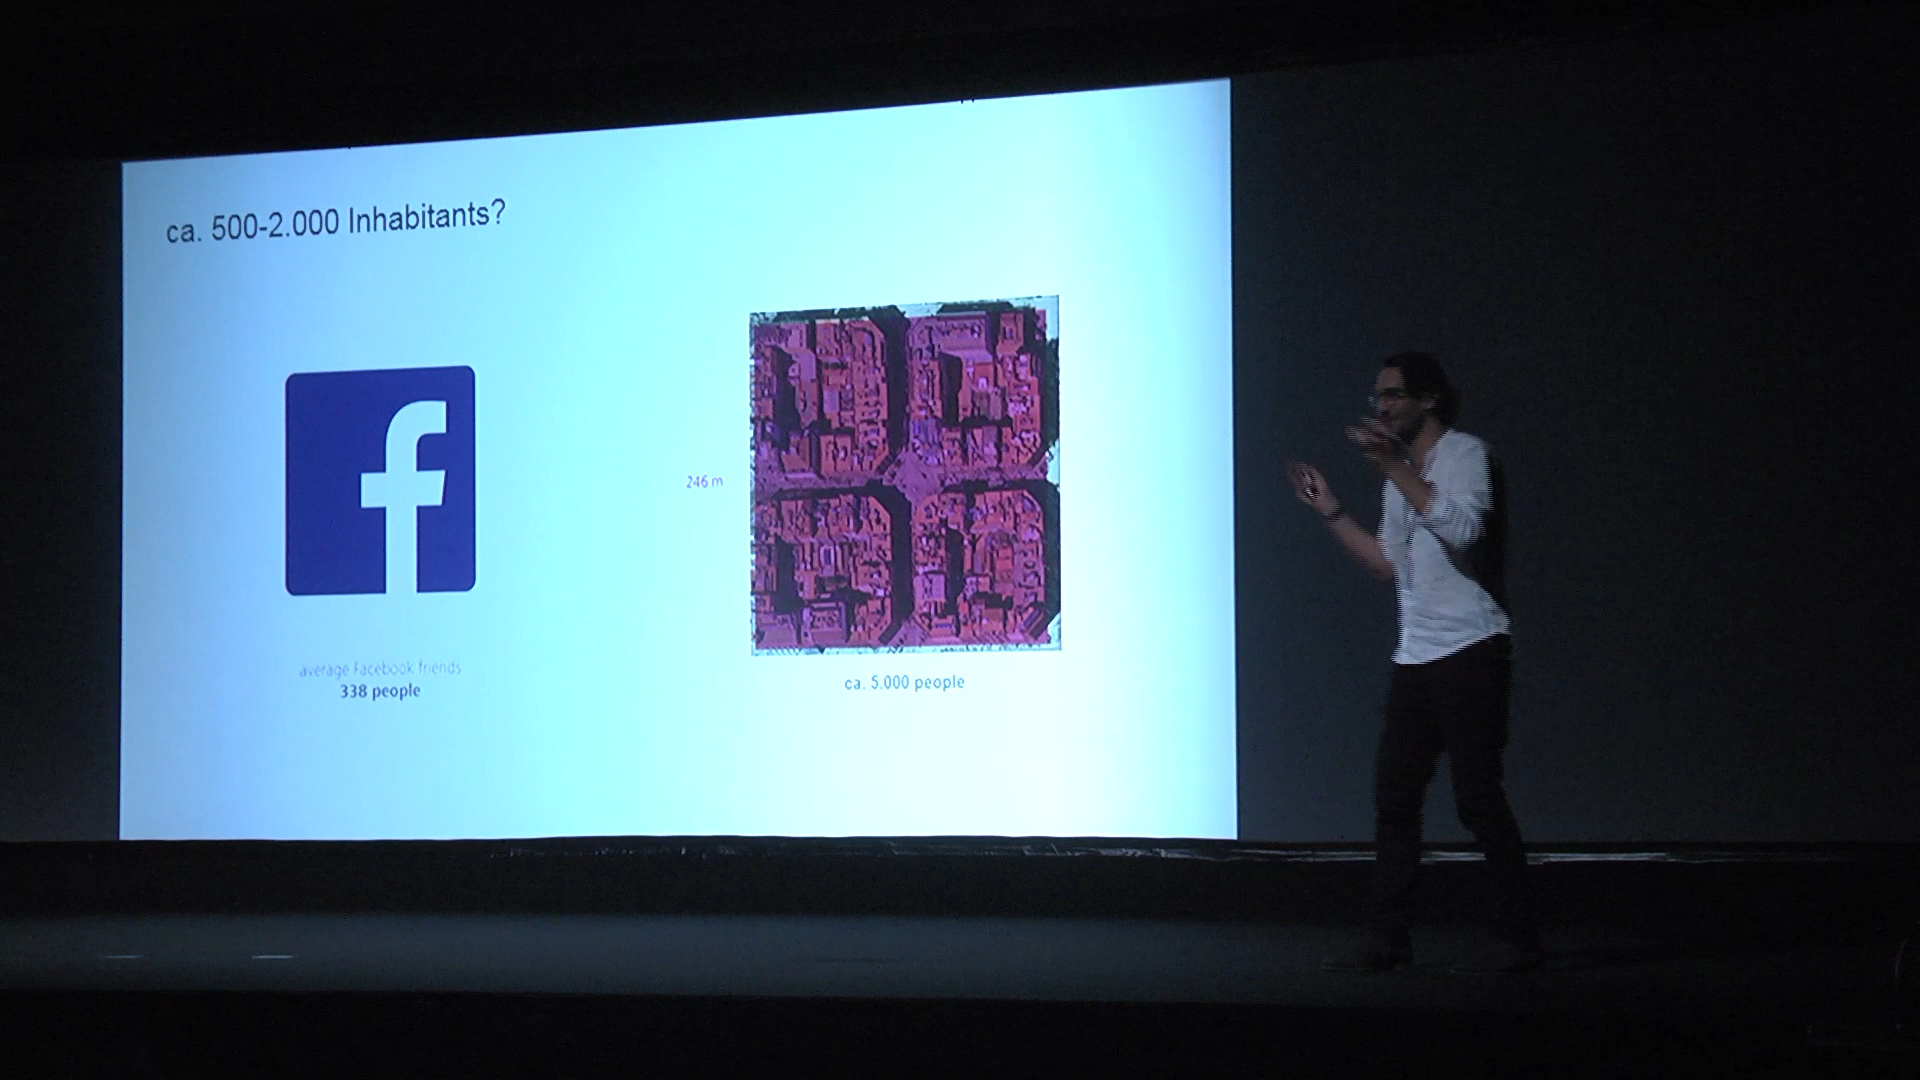 ca. 500-2.000 Inhabitants?
246 m
average Facebook friends
338 people
ca. 5.000 people